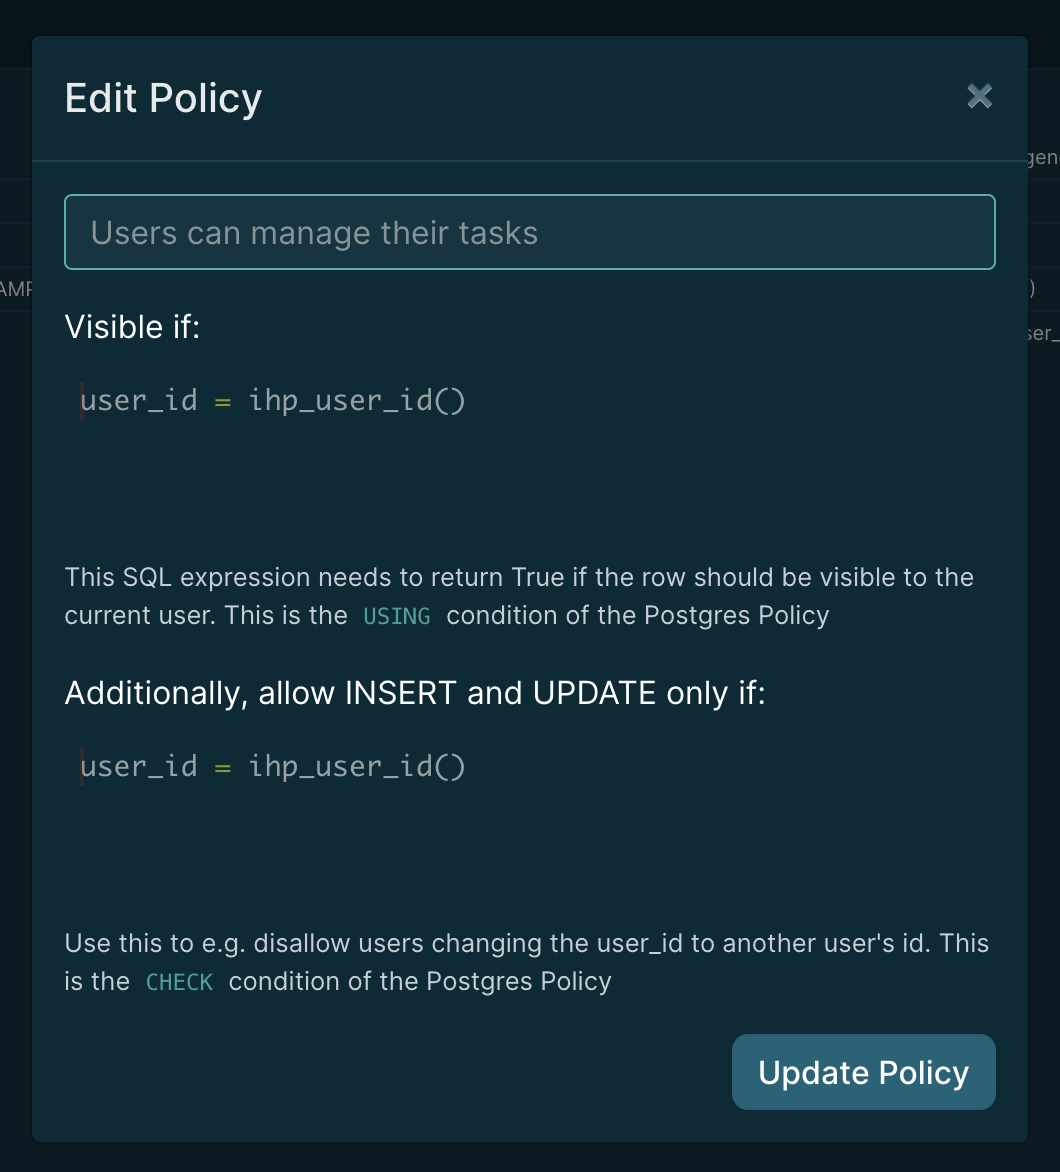 Edit Policy
gen
Users can manage their tasks
AMP
)
Visible if:
ser_
user_id = ihp_user_id()
This SQL expression needs to return True if the row should be visible to the
current user. This is the USING condition of the Postgres Policy
Additionally, allow INSERT and UPDATE only if:
user_id = ihp_user_id()
Use this to e.g. disallow users changing the user_id to another user's id. This
is the CHECK condition of the Postgres Policy
Update Policy